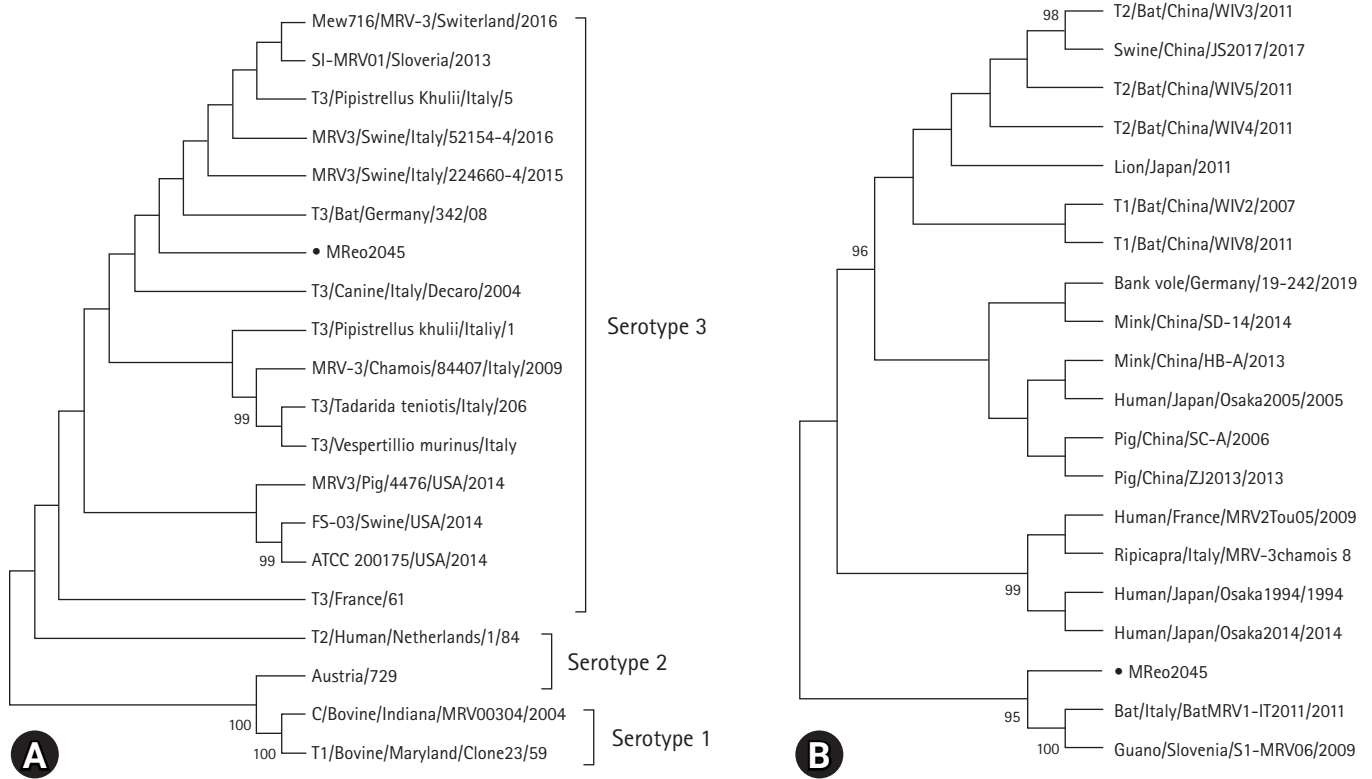 Mew716/MRV-3/Switerland/2016
SI-MRV01/Sloveria/2013
T3/Pipistrellus Khulii/Italy/5
MRV3/Swine/Italy/52154-4/2016
MRV3/Swine/Italy/224660-4/2015
T3/Bat/Germany/342/08
• MReo2045
T3/Canine/Italy/Decaro/2004
T3/Pipistrellus khulii/Italiy/1
MRV-3/Chamois/84407/Italy/2009
T3/Tadarida teniotis/Italy/206
99
T3/Vespertillio murinus/Italy
MRV3/Pig/4476/USA/2014
FS-03/Swine/USA/2014
99
ATCC 200175/USA/2014
T3/France/61
Serotype 3
T2/Human/Netherlands/1/84
Austria/729
Serotype 2
C/Bovine/Indiana/MRV00304/2004
100
T1/Bovine/Maryland/Clone23/59
100
Serotype 1
A
98
T2/Bat/China/WIV3/2011
Swine/China/JS2017/2017
T2/Bat/China/WIV5/2011
T2/Bat/China/WIV4/2011
Lion/Japan/2011
T1/Bat/China/WIV2/2007
T1/Bat/China/WIV8/2011
96
Bank vole/Germany/19-242/2019
Mink/China/SD-14/2014
Mink/China/HB-A/2013
Human/Japan/Osaka2005/2005
Pig/China/SC-A/2006
Pig/China/ZJ2013/2013
Human/France/MRV2Tou05/2009
Ripicapra/Italy/MRV-3chamois 8
99
Human/Japan/Osaka1994/1994
Human/Japan/Osaka2014/2014
• MReo2045
95
Bat/Italy/BatMRV1-IT2011/2011
100
Guano/Slovenia/S1-MRV06/2009
B